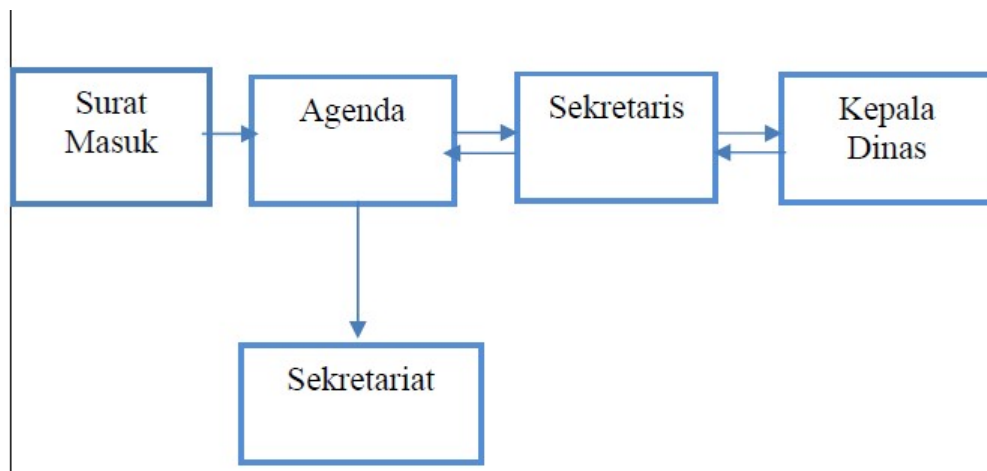 Surat
Masuk
Agenda
Sekretaris
Kepala
Dinas
Sekretariat